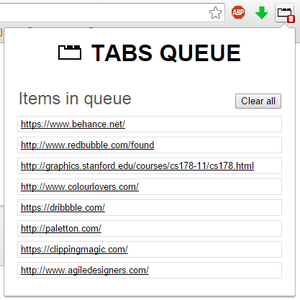 ABP
TABS QUEUE
Items in queue
Clear all
https://www.behance.net/
http://www.redbubble.com/found
http://graphics.stanford.edu/courses/cs178-11/cs178.html
http://www.colourlovers.com/
https://dribbble.com/
http://paletton.com/
https://clippingmagic.com/
http://www.agiledesigners.com/